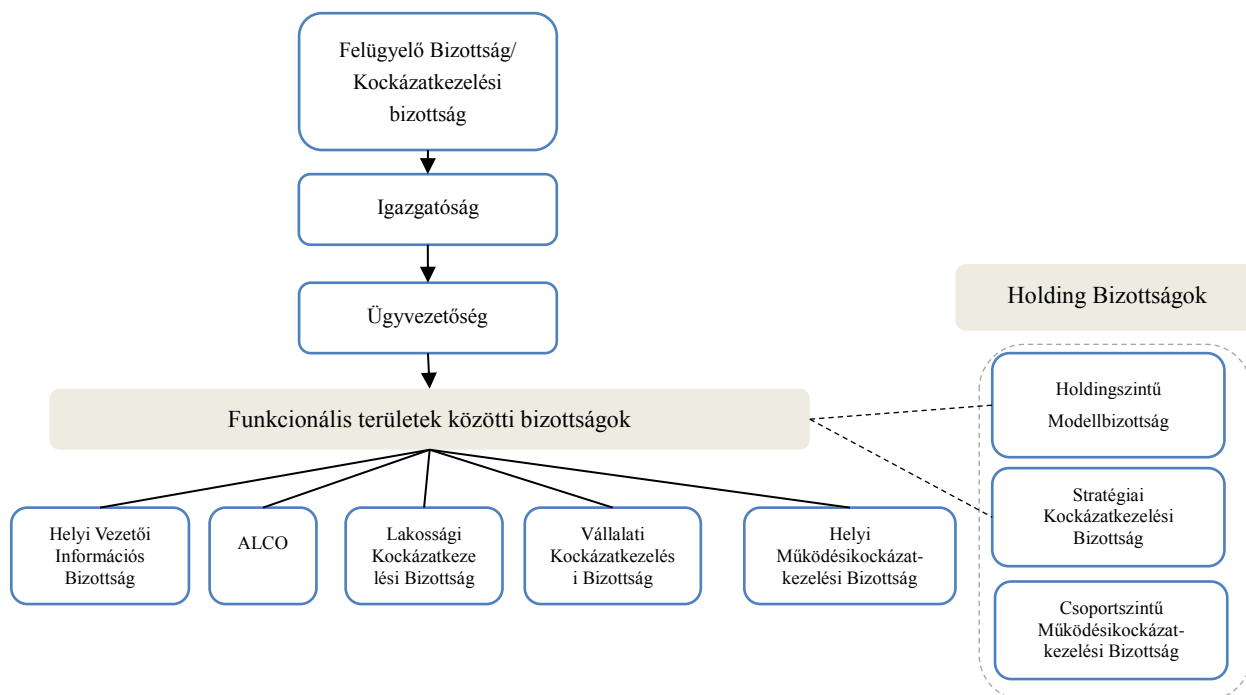 Felügyelő Bizottság/
Kockázatkezelési
bizottság
Igazgatóság
Ügyvezetőség
Holding Bizottságok
Funkcionális területek közötti bizottságok
Holdingszintű
Modellbizottság
Stratégiai
Kockázatkezelési
Bizottság
Csoportszintű
Működésikockázat-
kezelési Bizottság
Helyi Vezetői
Információs
Bizottság
ALCO
Lakossági
Kockázatkeze
lési Bizottság
Vállalati
Kockázatkezelés
i Bizottság
Helyi
Működésikockázat-
kezelési Bizottság